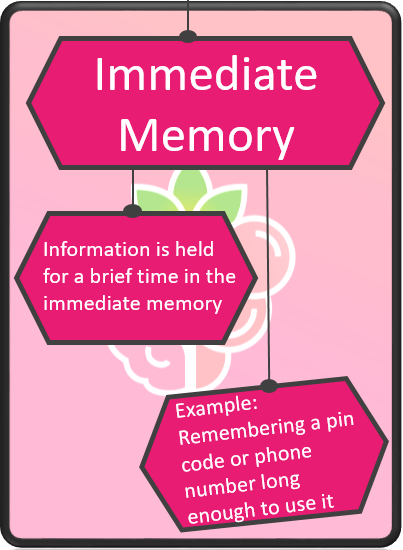 Immediate
Memory
Information is held
for a brief time in the
immediate memory
Example:
Remembering a pin
code or phone
number long
enough to use it